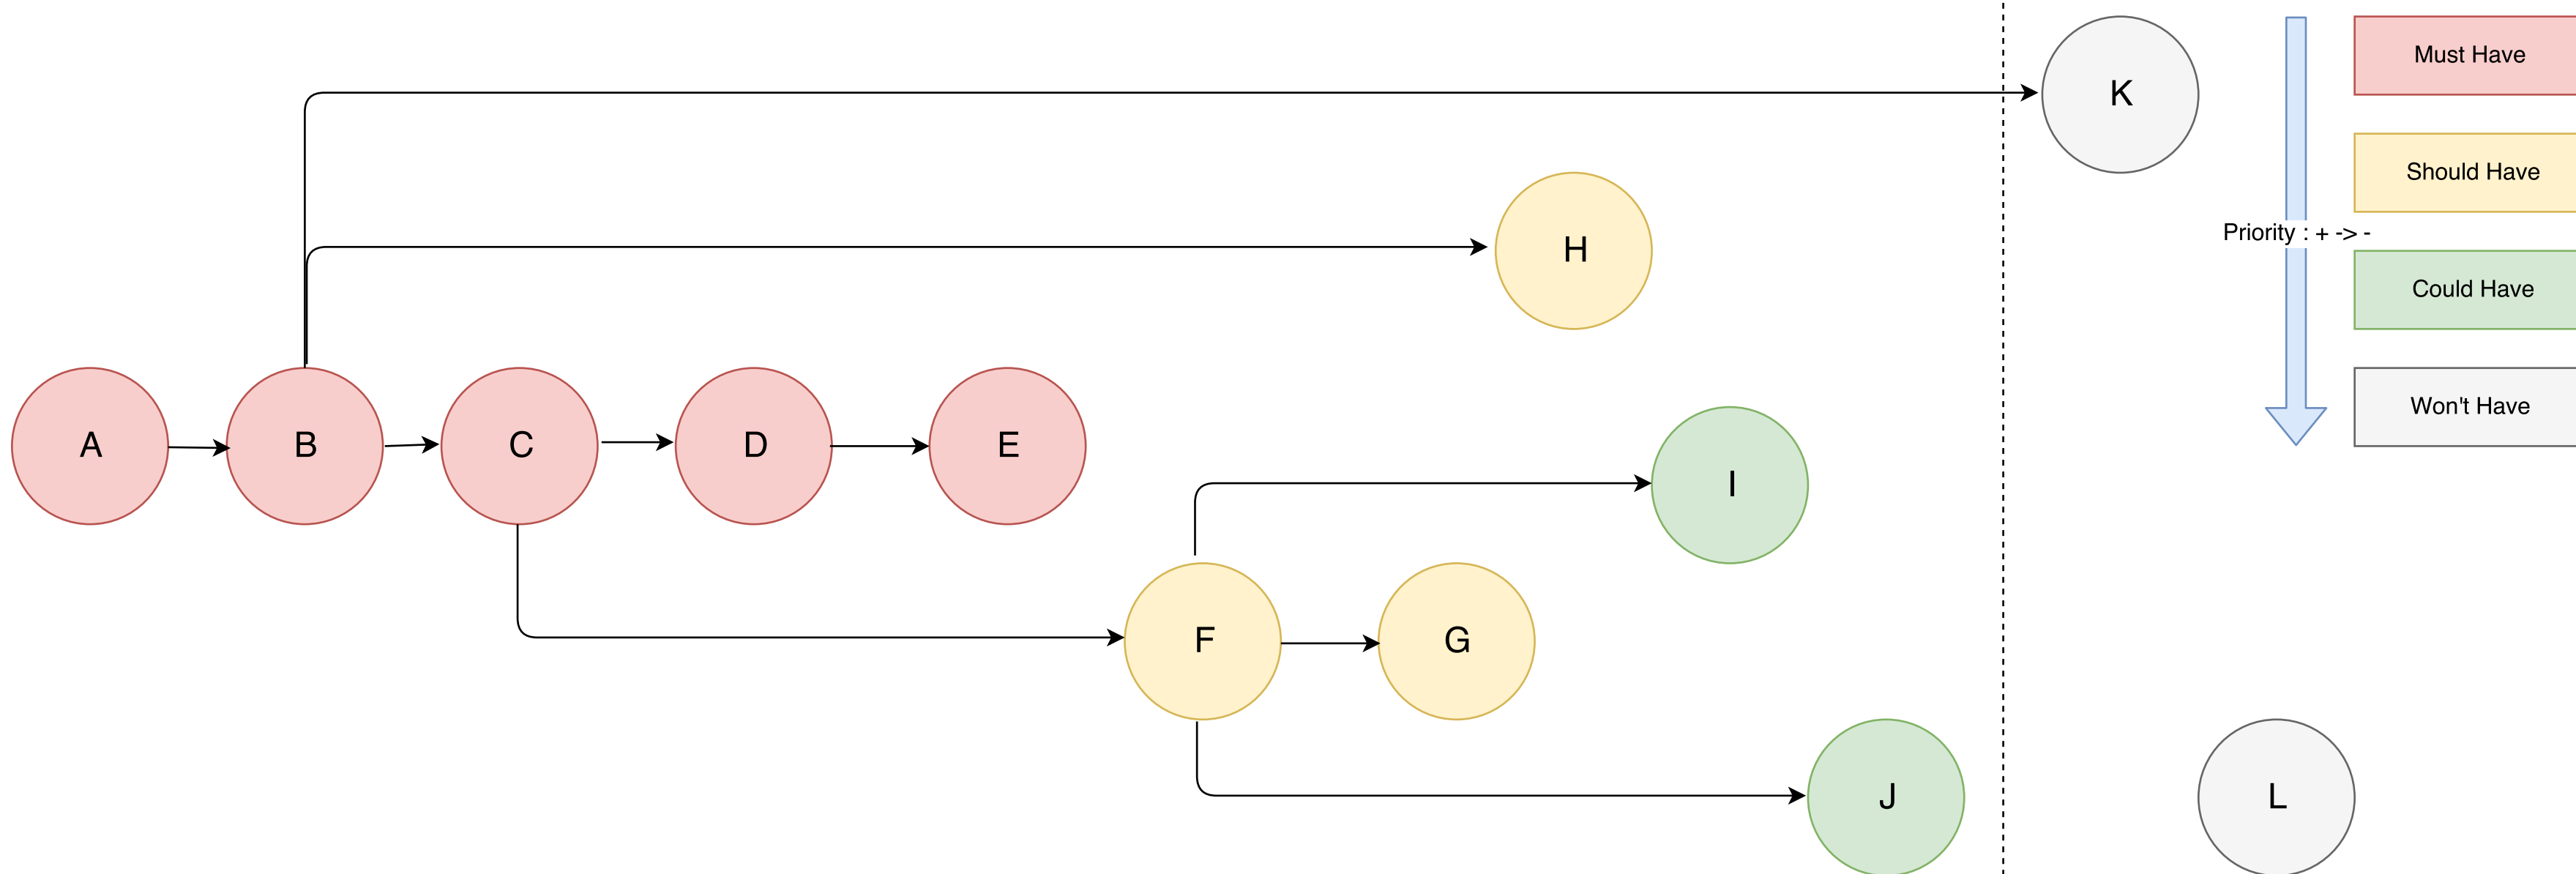 K
Must Have
Should Have
Priority : + -> -
H
Could Have
Won't Have
A
B
C
D
E
I
F
G
J
L